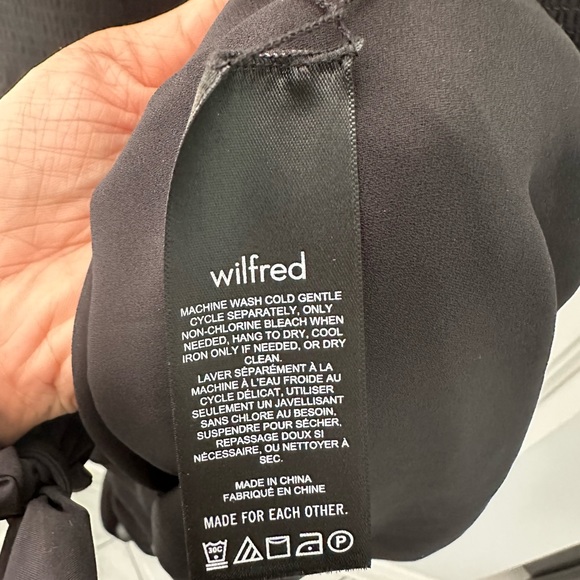 wilfred
MACHINE WASH COLD GENTLE
CYCLE SEPARATELY, ONLY
NON-CHLORINE BLEACH WHEN
NEEDED, HANG TO DRY, COOL
IRON ONLY IF NEEDED, OR DRY
CLEAN.
LAVER SÉPARÉMENT À LA
MACHINE À L'EAU FROIDE AU
CYCLE DÉLICAT, UTILISER
SEULEMENT UN JAVELLISANT
SANS CHLORE AU BESOIN,
SUSPENDRE POUR SÉCHER,
REPASSAGE DOUX SI
NÉCESSAIRE, OU NETTOYER À
SEC.
MADE IN CHINA
FABRIQUÉ EN CHINE
MADE FOR EACH OTHER.
30C P